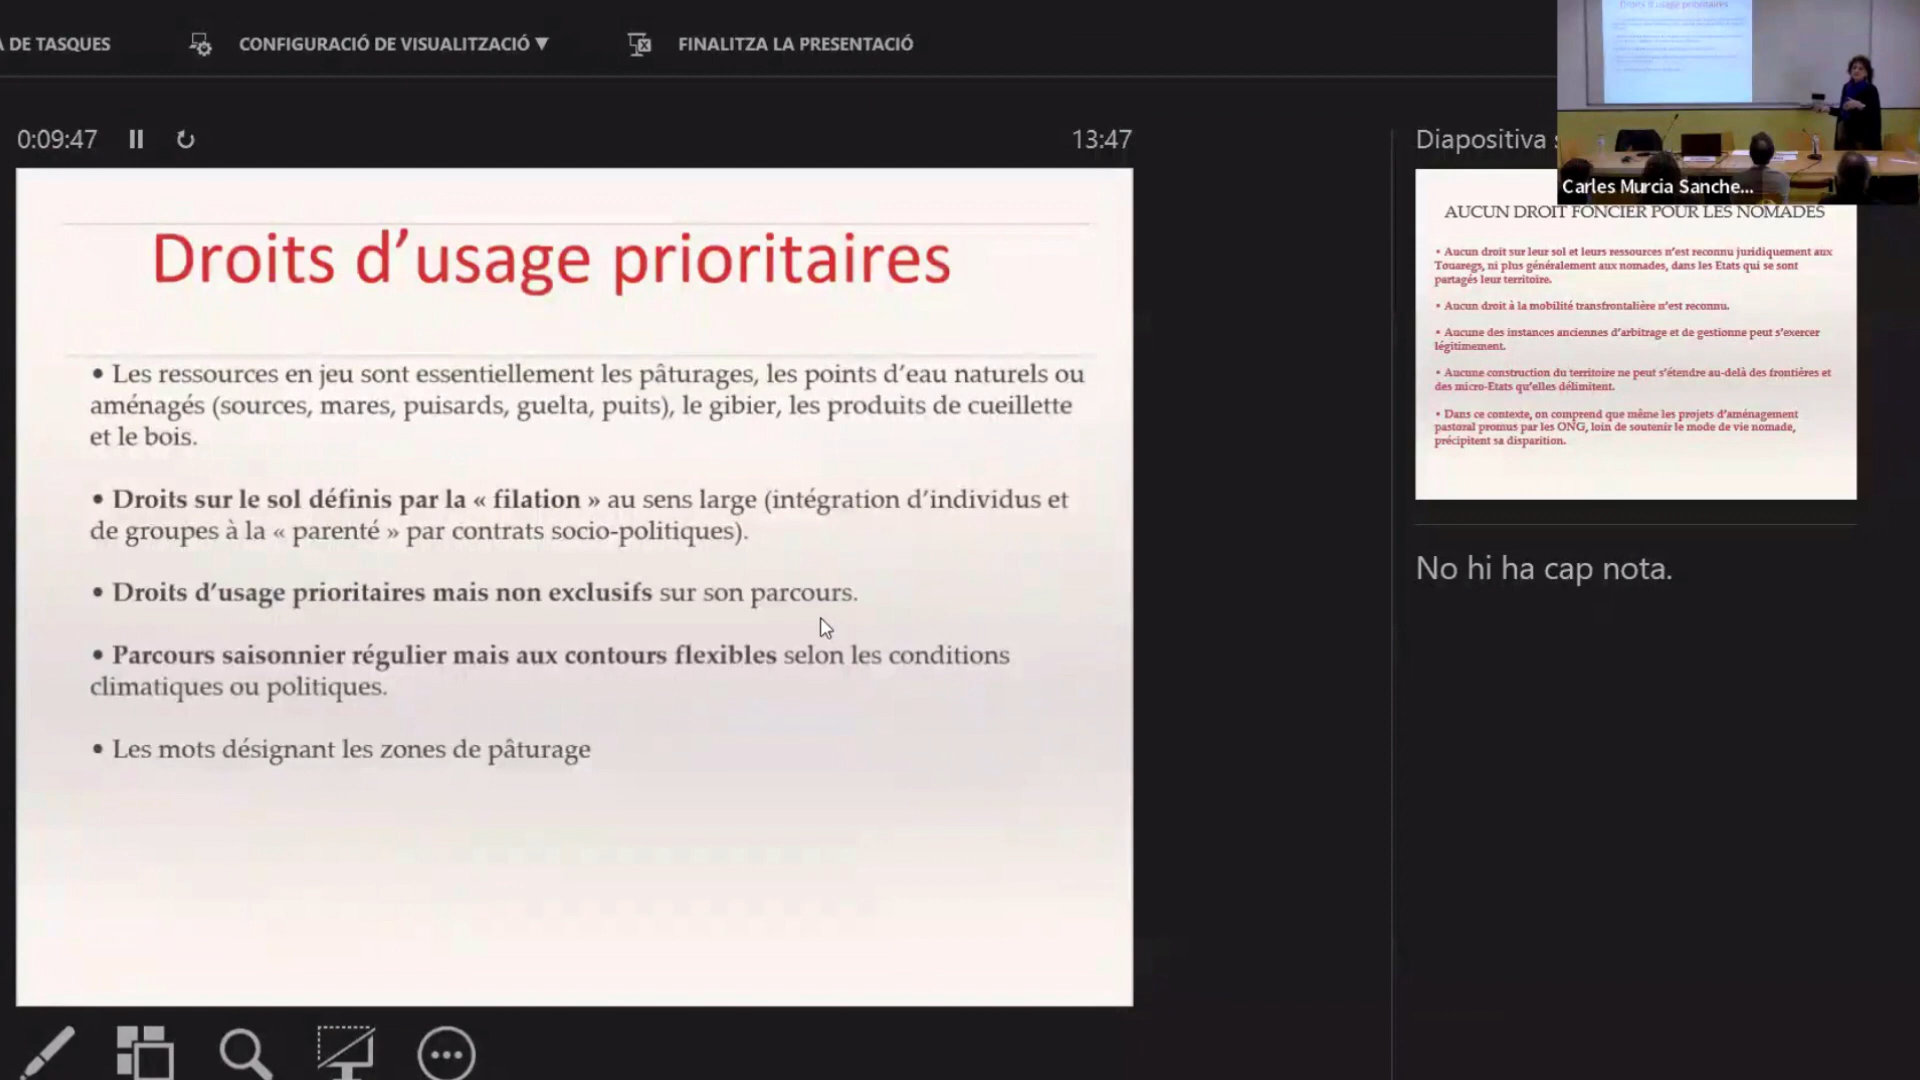 A DE TASQUES
CONFIGURACIÓ DE VISUALITZACIÓ ▼
FINALITZA LA PRESENTACIÓ
Droits d'usage prioritaires
0:09:47
13:47
Diapositiva
Carles Murcia Sanche...
Droits d’usage prioritaires
• Les ressources en jeu sont essentiellement les pâturages, les points d’eau naturels ou
aménagés (sources, mares, puisards, guelta, puits), le gibier, les produits de cueillette
et le bois.
• Droits sur le sol définis par la « filation » au sens large (intégration d’individus et
de groupes à la « parenté » par contrats socio-politiques).
• Droits d’usage prioritaires mais non exclusifs sur son parcours.
• Parcours saisonnier régulier mais aux contours flexibles selon les conditions
climatiques ou politiques.
• Les mots désignant les zones de pâturage
AUCUN DROIT FONCIER POUR LES NOMADES
• Aucun droit sur leur sol et leurs ressources n’est reconnu juridiquement aux
Touaregs, ni plus généralement aux nomades, dans les Etats qui se sont
partagés leur territoire.
• Aucun droit à la mobilité transfrontalière n’est reconnu.
• Aucune des instances anciennes d’arbitrage et de gestionne peut s’exercer
légitimement.
• Aucune construction du territoire ne peut s’étendre au-delà des frontières et
des micro-Etats qu’elles délimitent.
• Dans ce contexte, on comprend que même les projets d’aménagement
pastoral promus par les ONG, loin de soutenir le mode de vie nomade,
précipitent sa disparition.
No hi ha cap nota.